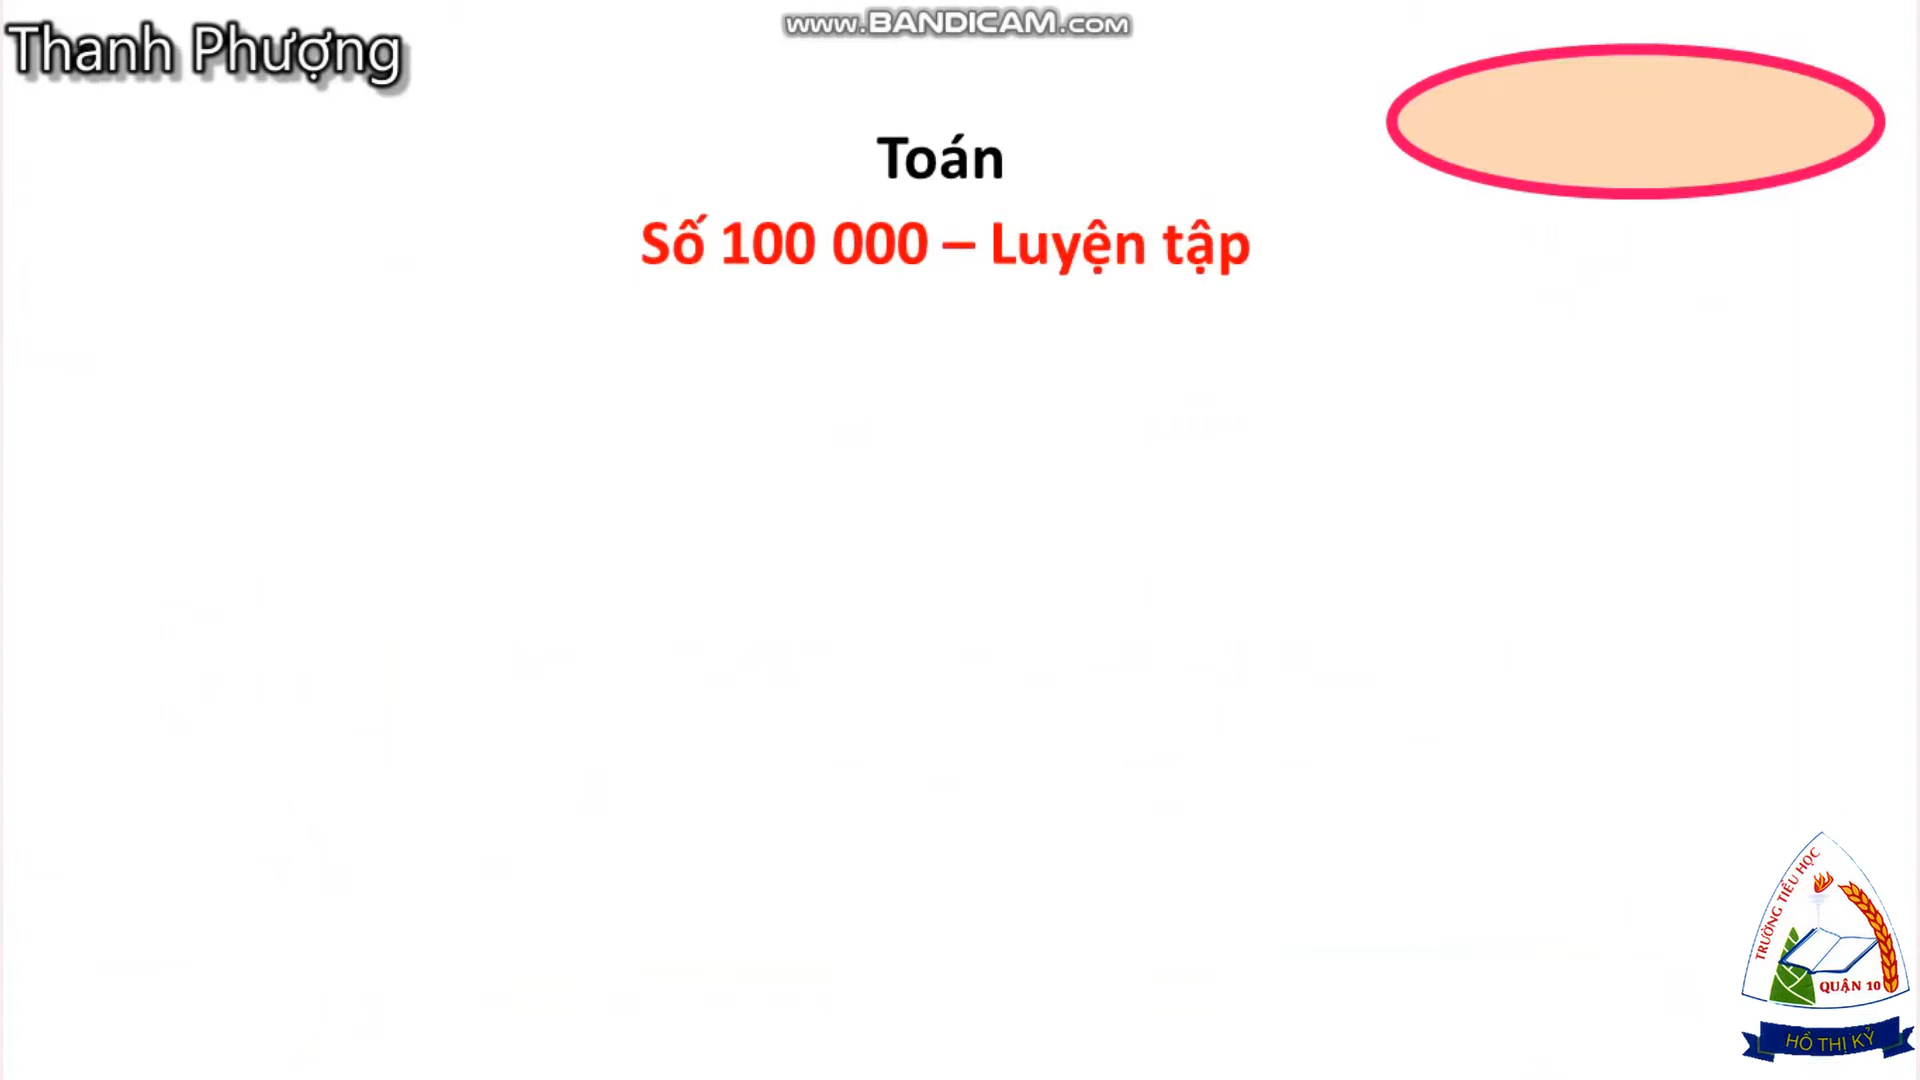 www.BANDICAM.com
Thanh Phượng
Toán
Số 100 000 – Luyện tập
TRƯỜNG TIỂU HỌC
QUẬN 10
HỒ THỊ KỶ